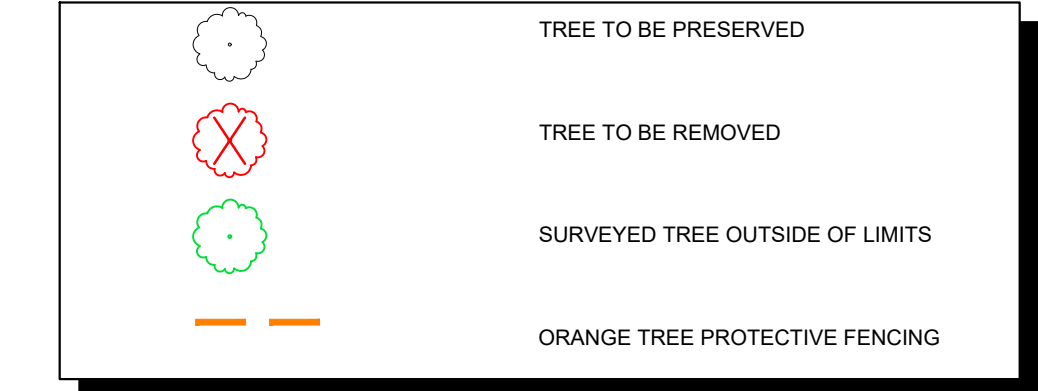 TREE TO BE PRESERVED
TREE TO BE REMOVED
SURVEYED TREE OUTSIDE OF LIMITS
ORANGE TREE PROTECTIVE FENCING